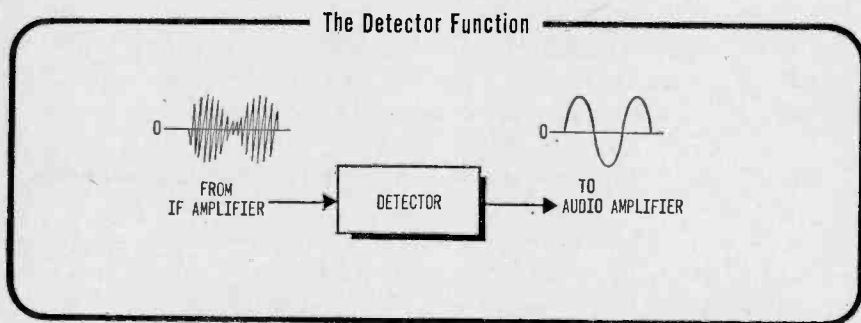 The Detector Function
0
0
FROM
IF AMPLIFIER
DETECTOR
TO
AUDIO AMPLIFIER